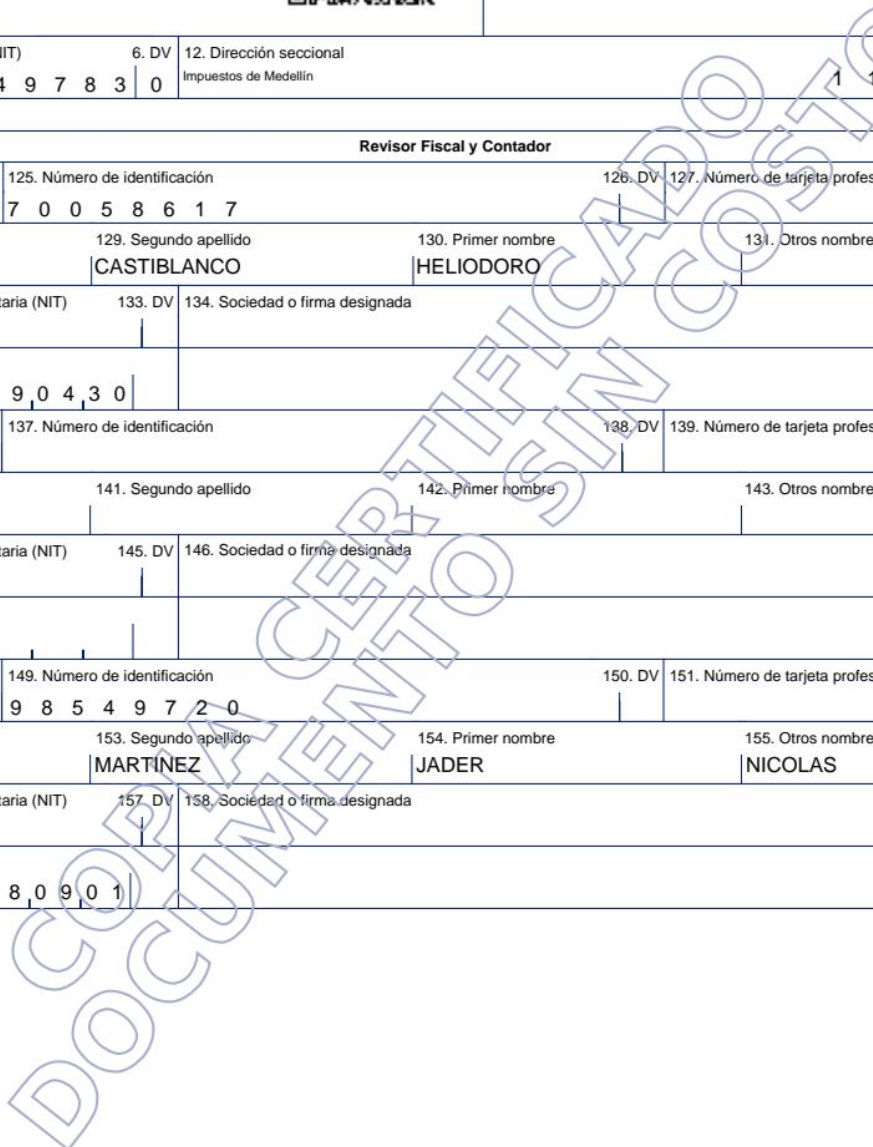 6. DV 12. Dirección seccional
9 7 8 3 0 Impuestos de Medellín 1
Revisor Fiscal y Contador
125. Número de identificación 126. DV 127. Número de tarjeta profes
7 0 0 5 8 6 1 7
129. Segundo apellido 130. Primer nombre 131. Otros nombre
CASTIBLANCO HELIODORO
taria (NIT) 133. DV 134. Sociedad o firma designada
9 0 4 3 0
137. Número de identificación 138. DV 139. Número de tarjeta profes
141. Segundo apellido 142. Primer nombre 143. Otros nombre
taria (NIT) 145. DV 146. Sociedad o firma designada
149. Número de identificación 150. DV 151. Número de tarjeta profes
9 8 5 4 9 7 2 0
153. Segundo apellido 154. Primer nombre 155. Otros nombre
MARTINEZ JADER NICOLAS
taria (NIT) 157. DV 158. Sociedad o firma designada
8 0 9 0 1
COPIA CERTIFICADO
DOCUMENTO SIN COSTO